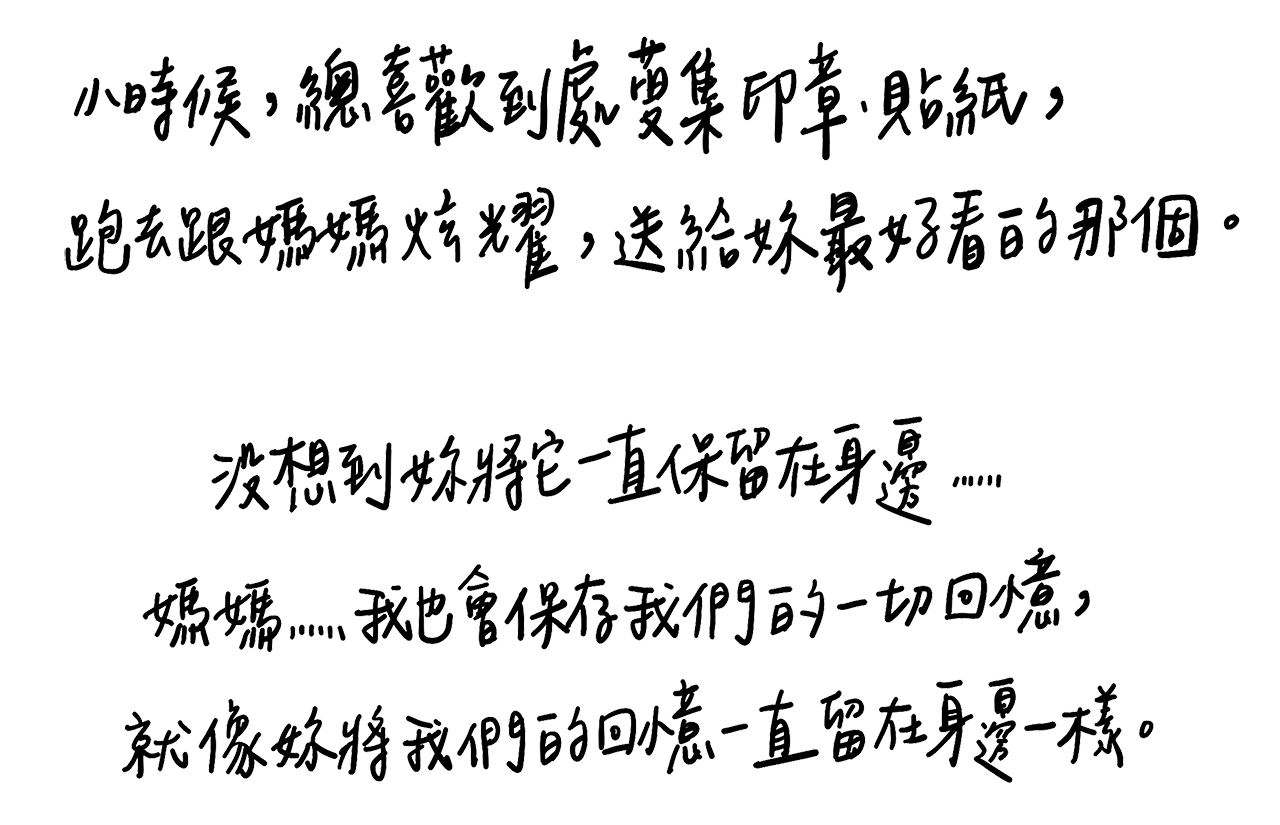 小時候，總喜歡到處蒐集印章、貼紙，
跑去跟媽媽炫耀，送給妳最好看的那個。
沒想到妳將它一直保留在身邊……
媽媽……我也會保存我們的一切回憶，
就像妳將我們的回憶一直留在身邊一樣。